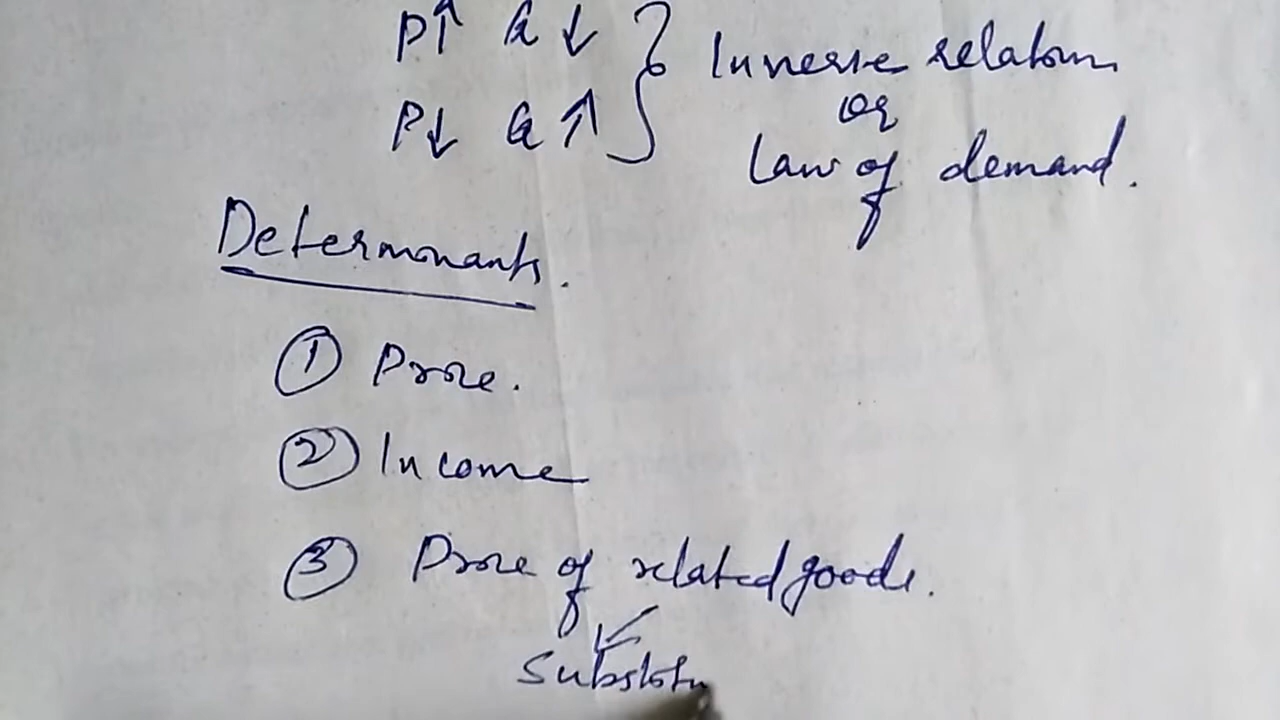 P↑ Q ↓
Inverse relation
P↓ Q ↑
or
Law of demand.
Determinants.
① Price.
② Income
③ Price of related goods.
Substitu